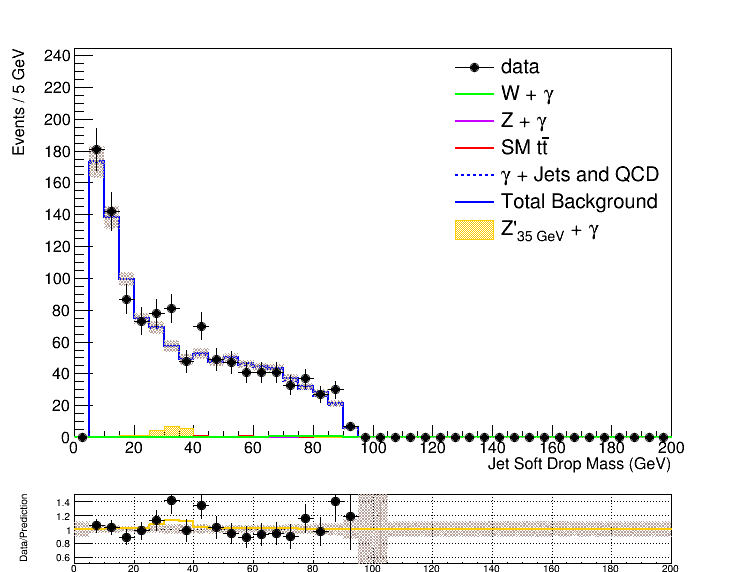 Events / 5 GeV
240
220
200
180
160
140
120
100
80
60
40
20
0
data
W + γ
Z + γ
SM tt̄
γ + Jets and QCD
Total Background
Z'35 GeV + γ
0 20 40 60 80 100 120 140 160 180 200
Jet Soft Drop Mass (GeV)
Data/Prediction
1.4
1.2
1
0.8
0.6
0 20 40 60 80 100 120 140 160 180 200